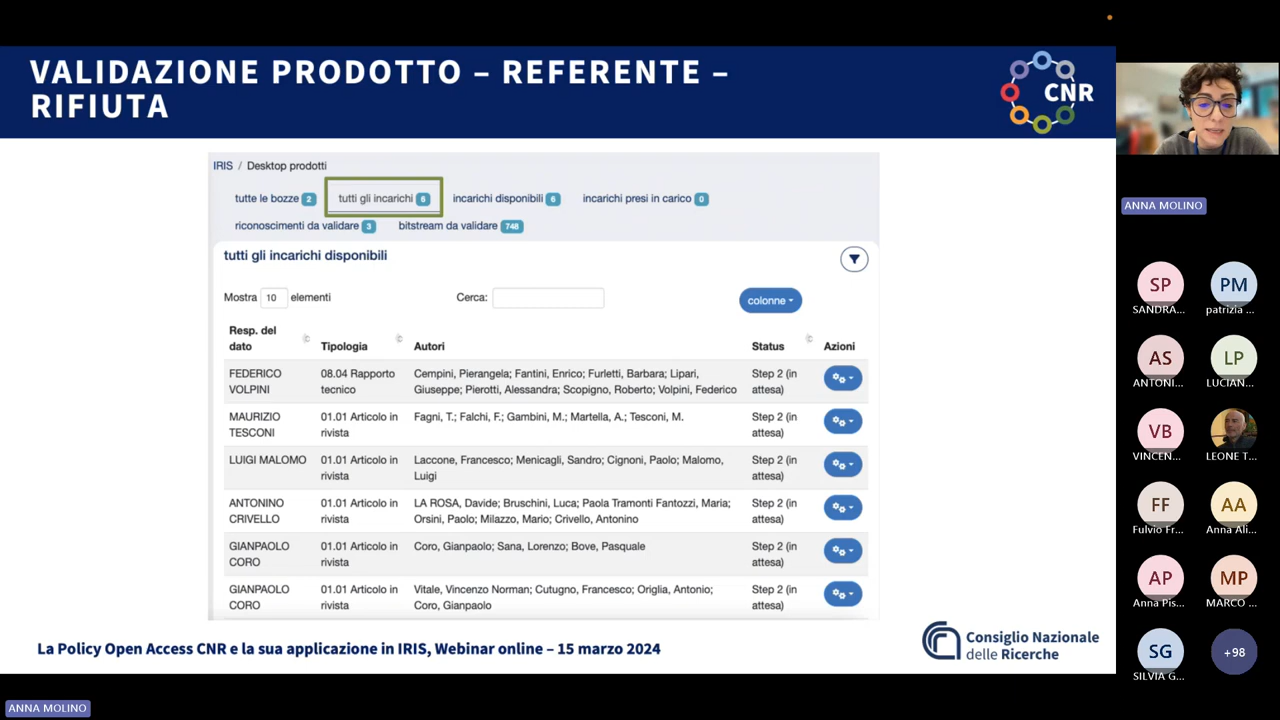 VALIDAZIONE PRODOTTO – REFERENTE –
RIFIUTA
CNR
IRIS / Desktop prodotti
tutte le bozze 2 tutti gli incarichi 6 incarichi disponibili 6 incarichi presi in carico 0
riconoscimenti da validare 3 bitstream da validare 748
tutti gli incarichi disponibili
Mostra 10 elementi Cerca: colonne
Resp. del
dato Tipologia Autori Status Azioni
FEDERICO 08.04 Rapporto Cempini, Pierangela; Fantini, Enrico; Furletti, Barbara; Lipari, Step 2 (in
VOLPINI tecnico Giuseppe; Pierotti, Alessandra; Scopigno, Roberto; Volpini, Federico attesa)
MAURIZIO 01.01 Articolo in Fagni, T.; Falchi, F.; Gambini, M.; Martella, A.; Tesconi, M. Step 2 (in
TESCONI rivista attesa)
LUIGI MALOMO 01.01 Articolo in Laccone, Francesco; Menicagli, Sandro; Cignoni, Paolo; Malomo, Step 2 (in
rivista Luigi attesa)
ANTONINO 01.01 Articolo in LA ROSA, Davide; Bruschini, Luca; Paola Tramonti Fantozzi, Maria; Step 2 (in
CRIVELLO rivista Orsini, Paolo; Milazzo, Mario; Crivello, Antonino attesa)
GIANPAOLO 01.01 Articolo in Coro, Gianpaolo; Sana, Lorenzo; Bove, Pasquale Step 2 (in
CORO rivista attesa)
GIANPAOLO 01.01 Articolo in Vitale, Vincenzo Norman; Cutugno, Francesco; Origlia, Antonio; Step 2 (in
CORO rivista Coro, Gianpaolo attesa)
La Policy Open Access CNR e la sua applicazione in IRIS, Webinar online – 15 marzo 2024
Consiglio Nazionale
delle Ricerche
ANNA MOLINO
ANNA MOLINO
SP PM
SANDRA... patrizia ...
AS LP
ANTONI... LUCIAN...
VB
VINCEN... LEONE T...
FF AA
Fulvio Fr... Anna Ali...
AP MP
Anna Pis... MARCO ...
SG +98
SILVIA G...